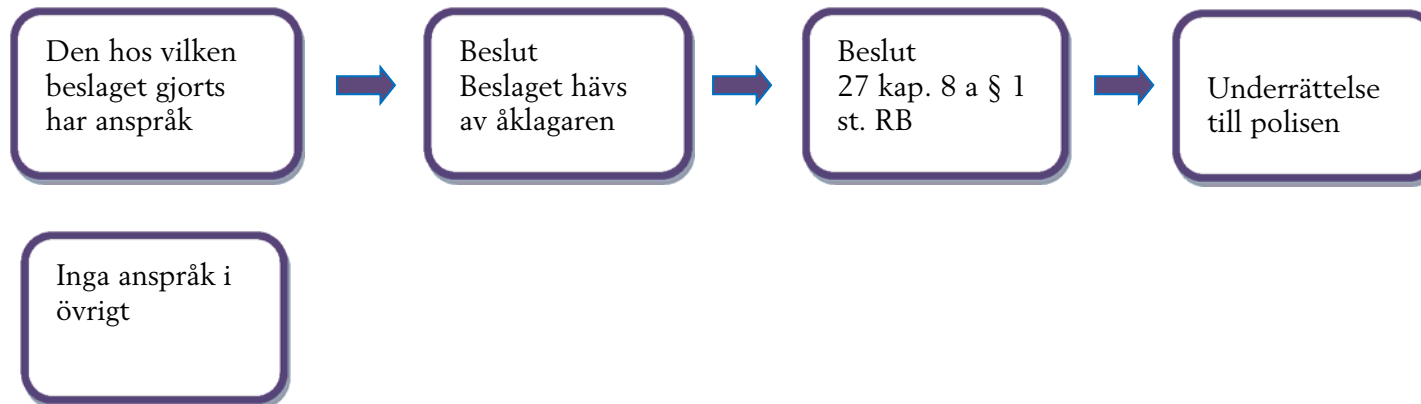 Den hos vilken
beslaget gjorts
har anspråk
Beslut
Beslaget hävs
av åklagaren
Beslut
27 kap. 8 a § 1
st. RB
Underrättelse
till polisen
Inga anspråk i
övrigt